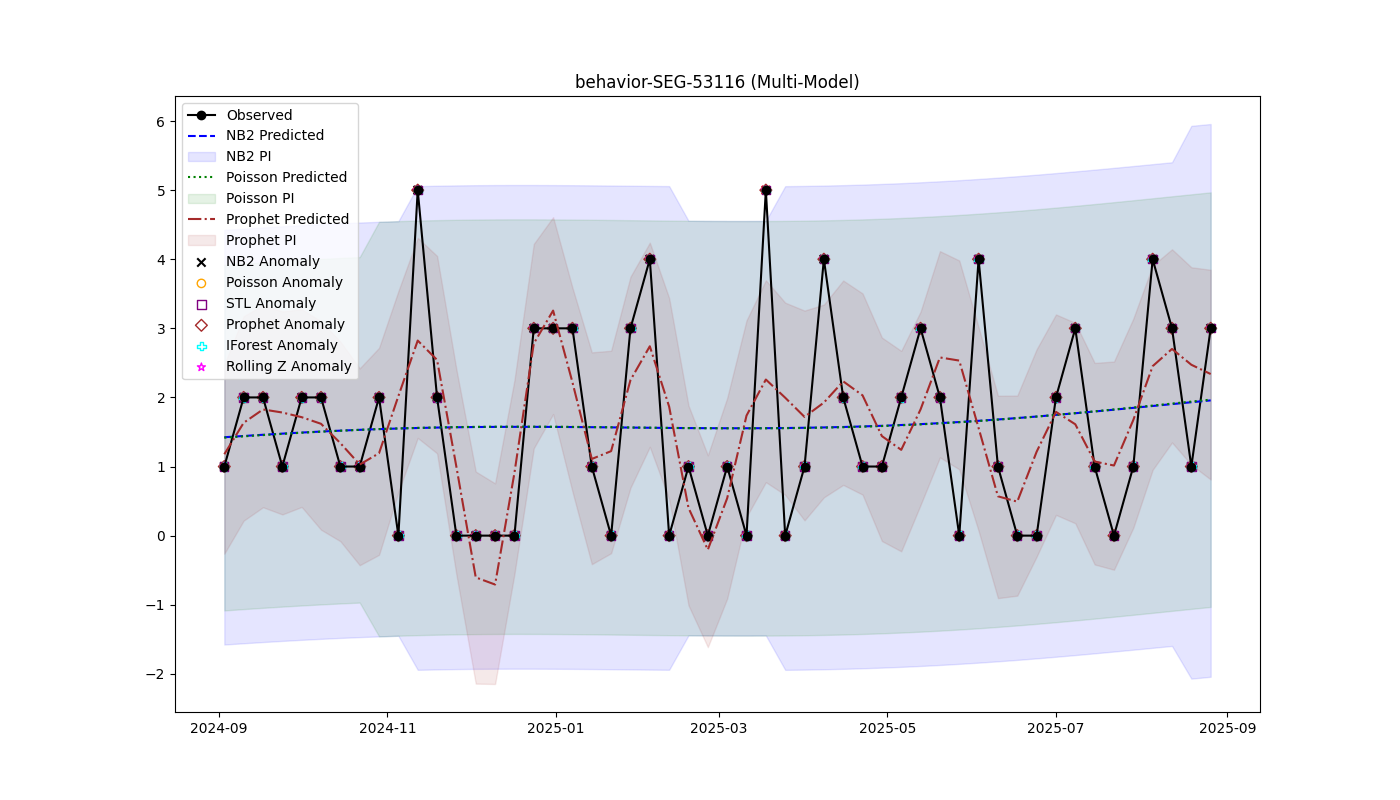 behavior-SEG-53116 (Multi-Model)
Observed
NB2 Predicted
NB2 PI
Poisson Predicted
Poisson PI
Prophet Predicted
Prophet PI
NB2 Anomaly
Poisson Anomaly
STL Anomaly
Prophet Anomaly
IForest Anomaly
Rolling Z Anomaly
6
5
4
3
2
1
0
−1
−2
2024-09 2024-11 2025-01 2025-03 2025-05 2025-07 2025-09